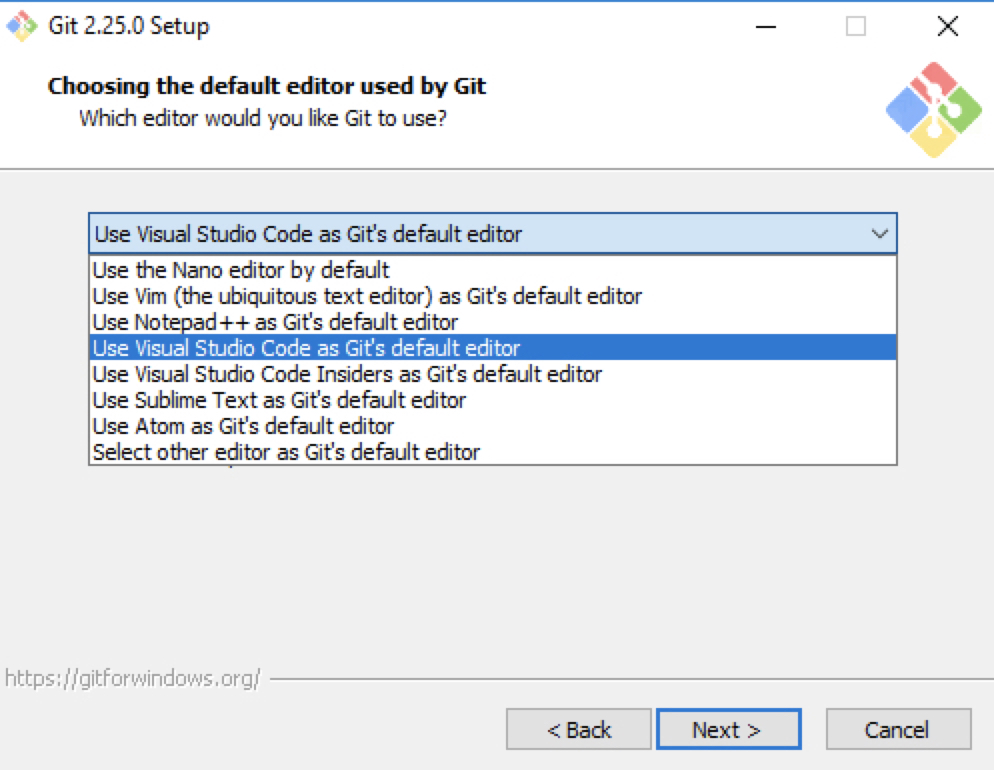 Git 2.25.0 Setup
Choosing the default editor used by Git
Which editor would you like Git to use?
Use Visual Studio Code as Git's default editor
Use the Nano editor by default
Use Vim (the ubiquitous text editor) as Git's default editor
Use Notepad++ as Git's default editor
Use Visual Studio Code as Git's default editor
Use Visual Studio Code Insiders as Git's default editor
Use Sublime Text as Git's default editor
Use Atom as Git's default editor
Select other editor as Git's default editor
https://gitforwindows.org/
< Back
Next >
Cancel